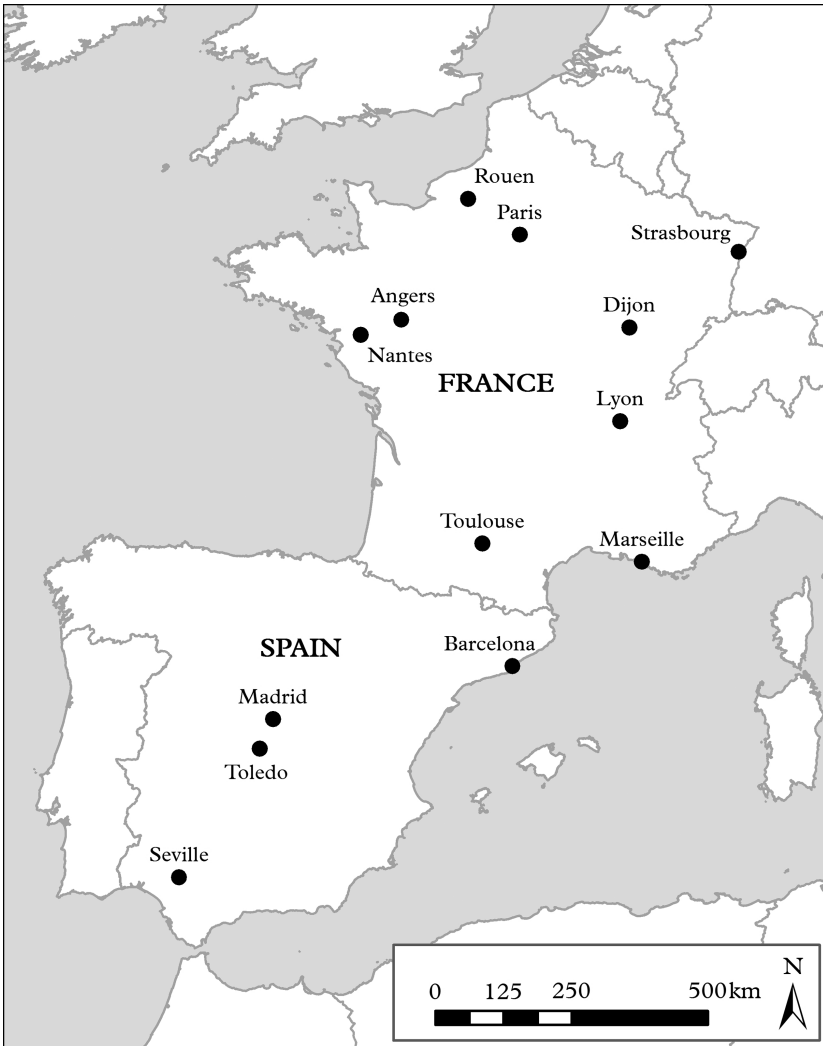 Rouen
Paris
Strasbourg
Angers
Dijon
Nantes
FRANCE
Lyon
Toulouse
Marseille
Barcelona
SPAIN
Madrid
Toledo
Seville
N
0 125 250 500km